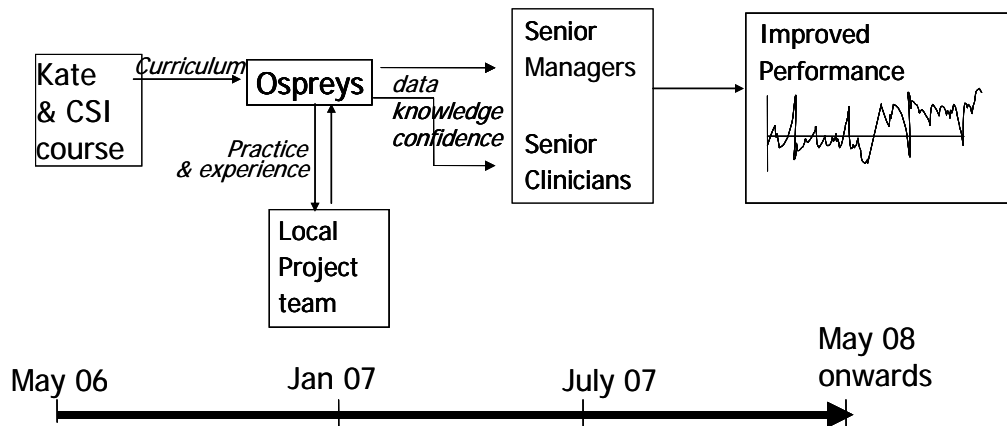 Kate
& CSI
course
Curriculum
Ospreys
Practice
& experience
Local
Project
team
data
knowledge
confidence
Senior
Managers
Senior
Clinicians
Improved
Performance
May 06
Jan 07
July 07
May 08
onwards